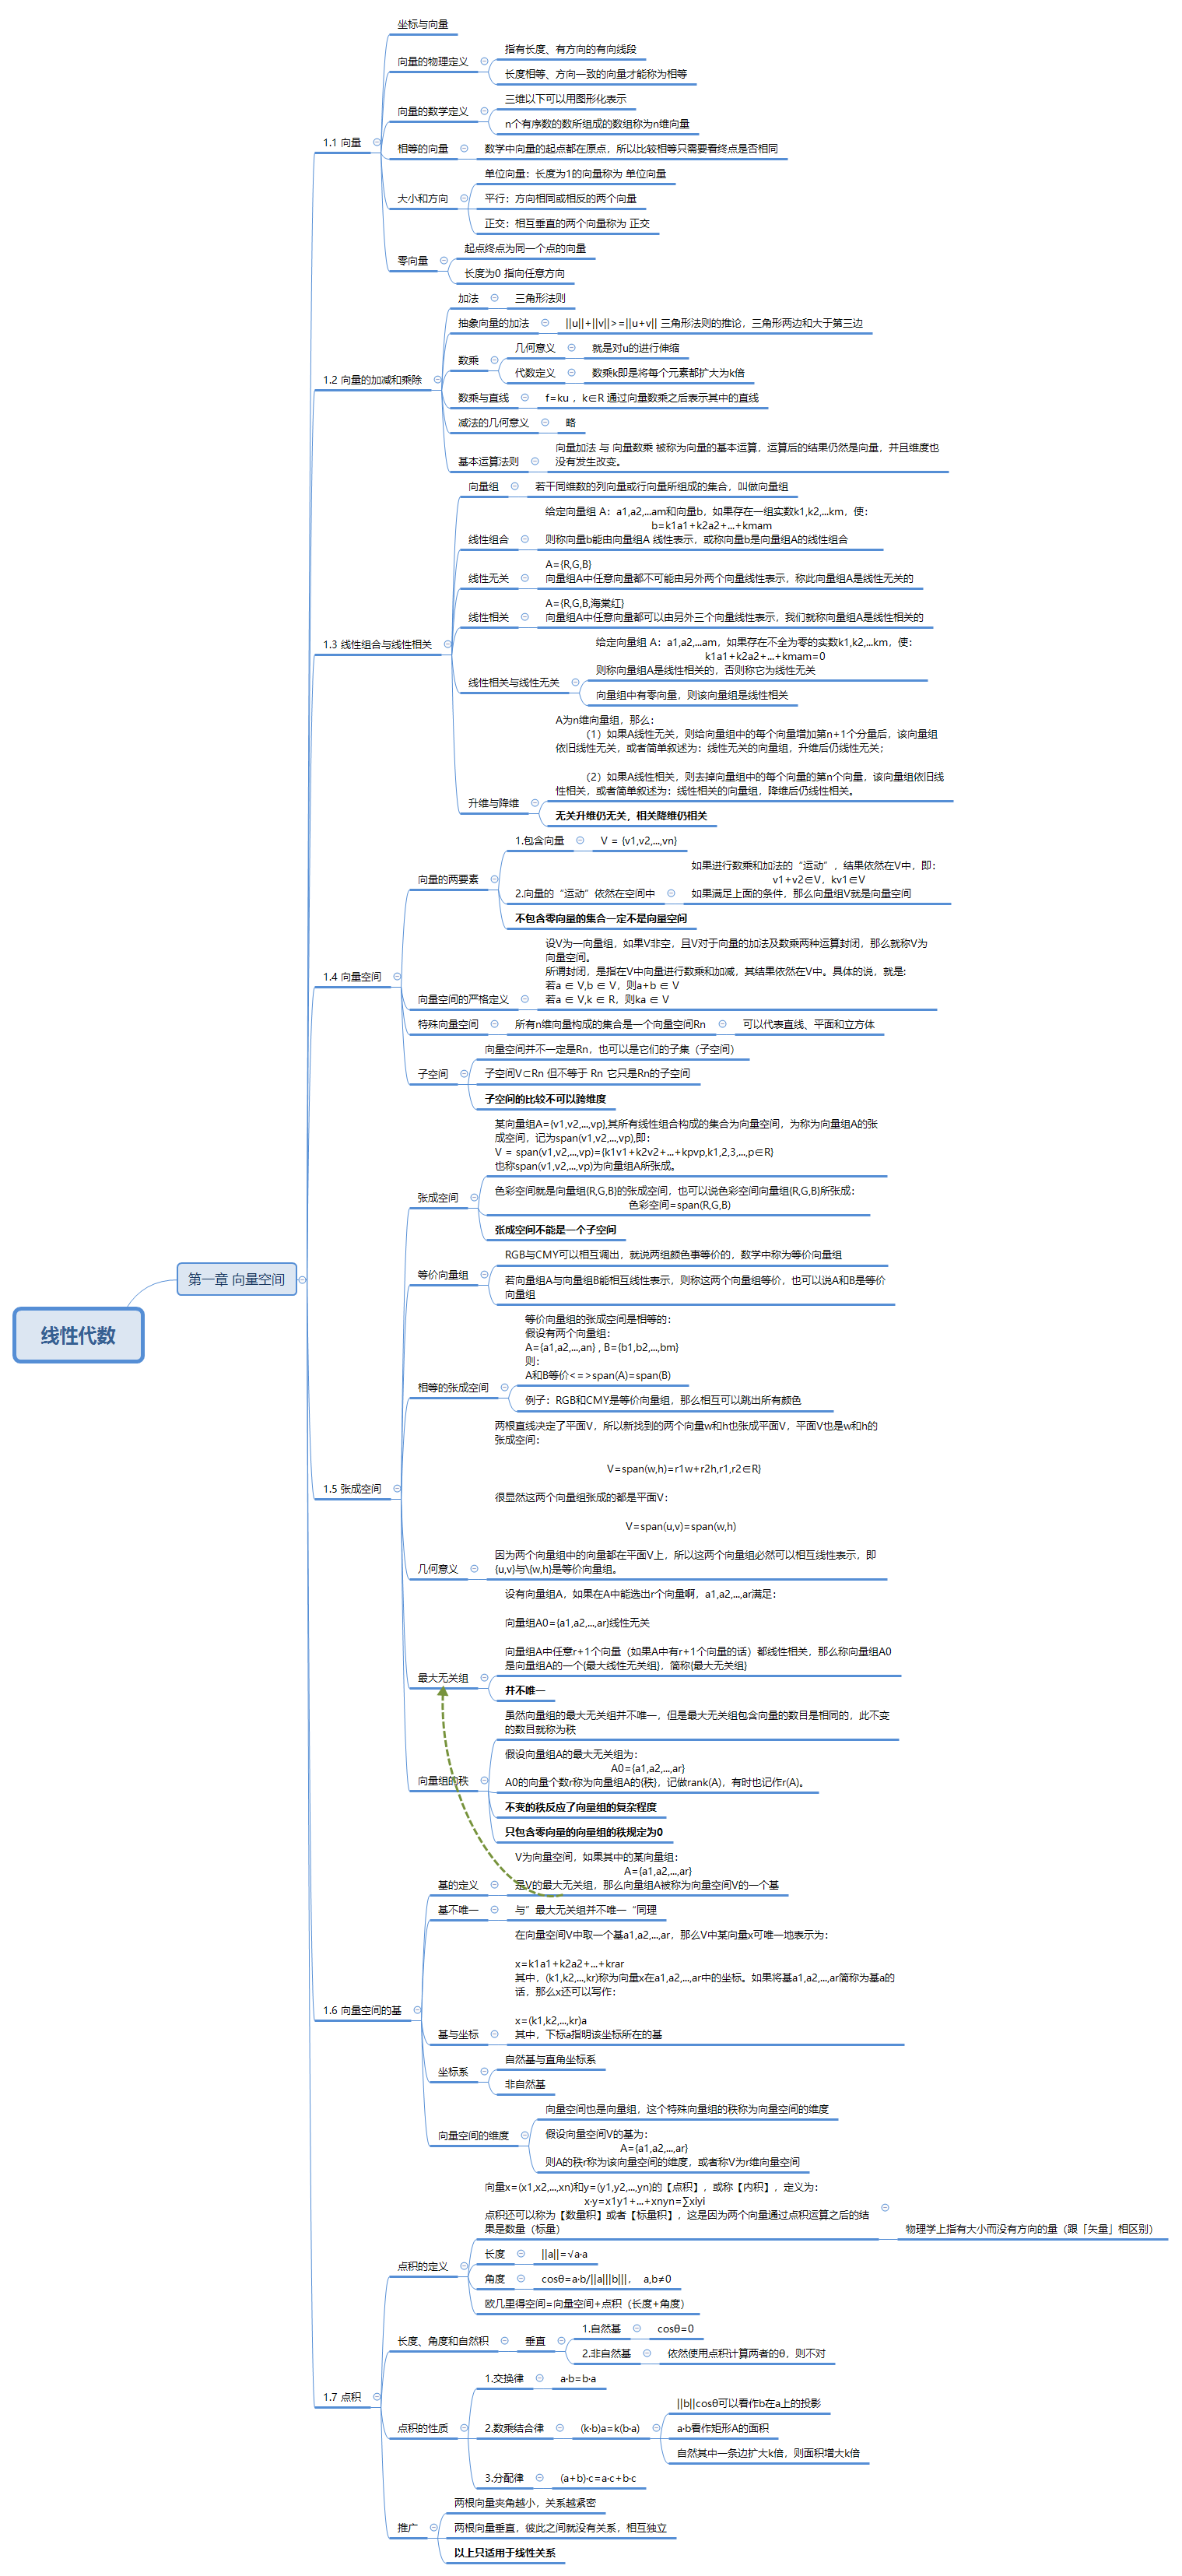 线性代数
第一章 向量空间
1.1 向量
坐标与向量
向量的物理定义
指有长度、有方向的有向线段
长度相等、方向一致的向量才能称为相等
向量的数学定义
三维以下可以用图形化表示
n个有序数的数所组成的数组称为n维向量
相等的向量
数学中向量的起点都在原点，所以比较相等只需要看终点是否相同
大小和方向
单位向量：长度为1的向量称为 单位向量
平行：方向相同或相反的两个向量
正交：相互垂直的两个向量称为 正交
零向量
起点终点为同一个点的向量
长度为0 指向任意方向
1.2 向量的加减和乘除
加法
三角形法则
抽象向量的加法
||u||+||v||>=||u+v|| 三角形法则的推论，三角形两边和大于第三边
数乘
几何意义
就是对u的进行伸缩
代数定义
数乘k即是将每个元素都扩大为k倍
数乘与直线
f=ku ，k∈R 通过向量数乘之后表示其中的直线
减法的几何意义
略
基本运算法则
向量加法 与 向量数乘 被称为向量的基本运算，运算后的结果仍然是向量，并且维度也
没有发生改变。
1.3 线性组合与线性相关
向量组
若干同维数的列向量或行向量所组成的集合，叫做向量组
线性组合
给定向量组 A：a1,a2,...am和向量b，如果存在一组实数k1,k2,...km，使：
b=k1a1+k2a2+...+kmam
则称向量b能由向量组A 线性表示，或称向量b是向量组A的线性组合
线性无关
A={R,G,B}
向量组A中任意向量都不可能由另外两个向量线性表示，称此向量组A是线性无关的
线性相关
A={R,G,B,海棠红}
向量组A中任意向量都可以由另外三个向量线性表示，我们就称向量组A是线性相关的
线性相关与线性无关
给定向量组 A：a1,a2,...am，如果存在不全为零的实数k1,k2,...km，使：
k1a1+k2a2+...+kmam=0
则称向量组A是线性相关的，否则称它为线性无关
向量组中有零向量，则该向量组是线性相关
升维与降维
A为n维向量组，那么：
（1）如果A线性无关，则给向量组中的每个向量增加第n+1个分量后，该向量组
依旧线性无关，或者简单叙述为：线性无关的向量组，升维后仍线性无关；
（2）如果A线性相关，则去掉向量组中的每个向量的第n个向量，该向量组依旧线
性相关，或者简单叙述为：线性相关的向量组，降维后仍线性相关。
无关升维仍无关，相关降维仍相关
1.4 向量空间
向量的两要素
1.包含向量
V = {v1,v2,...,vn}
2.向量的“运动”依然在空间中
如果进行数乘和加法的“运动”，结果依然在V中，即：
v1+v2∈V，kv1∈V
如果满足上面的条件，那么向量组V就是向量空间
不包含零向量的集合一定不是向量空间
向量空间的严格定义
设V为一向量组，如果V非空，且V对于向量的加法及数乘两种运算封闭，那么就称V为
向量空间。
所谓封闭，是指在V中向量进行数乘和加减，其结果依然在V中。具体的说，就是:
若a ∈ V,b ∈ V，则a+b ∈ V
若a ∈ V,k ∈ R，则ka ∈ V
特殊向量空间
所有n维向量构成的集合是一个向量空间Rn
可以代表直线、平面和立方体
子空间
向量空间并不一定是Rn，也可以是它们的子集（子空间）
子空间V⊂Rn 但不等于 Rn 它只是Rn的子空间
子空间的比较不可以跨维度
1.5 张成空间
张成空间
某向量组A={v1,v2,...,vp},其所有线性组合构成的集合为向量空间，为称为向量组A的张
成空间，记为span(v1,v2,...,vp),即：
V = span(v1,v2,...,vp)={k1v1+k2v2+...+kpvp,k1,2,3,...,p∈R}
也称span(v1,v2,...,vp)为向量组A所张成。
色彩空间就是向量组{R,G,B}的张成空间，也可以说色彩空间向量组{R,G,B}所张成：
色彩空间=span(R,G,B)
张成空间不能是一个子空间
等价向量组
RGB与CMY可以相互调出，就说两组颜色事等价的，数学中称为等价向量组
若向量组A与向量组B能相互线性表示，则称这两个向量组等价，也可以说A和B是等价
向量组
相等的张成空间
等价向量组的张成空间是相等的：
假设有两个向量组：
A={a1,a2,...,an} , B={b1,b2,...,bm}
则：
A和B等价<=>span(A)=span(B)
例子：RGB和CMY是等价向量组，那么相互可以跳出所有颜色
几何意义
两根直线决定了平面V，所以新找到的两个向量w和h也张成平面V，平面V也是w和h的
张成空间：
V=span(w,h)=r1w+r2h,r1,r2∈R}
很显然这两个向量组张成的都是平面V：
V=span(u,v)=span(w,h)
因为两个向量组中的向量都在平面V上，所以这两个向量组必然可以相互线性表示，即
{u,v}与\{w,h}是等价向量组。
最大无关组
设有向量组A，如果在A中能选出r个向量啊，a1,a2,...,ar满足：
向量组A0={a1,a2,...,ar}线性无关
向量组A中任意r+1个向量（如果A中有r+1个向量的话）都线性相关，那么称向量组A0
是向量组A的一个{最大线性无关组}，简称{最大无关组}
并不唯一
向量组的秩
虽然向量组的最大无关组并不唯一，但是最大无关组包含向量的数目是相同的，此不变
的数目就称为秩
假设向量组A的最大无关组为：
A0={a1,a2,...,ar}
A0的向量个数r称为向量组A的{秩}，记做rank(A)，有时也记作r(A)。
不变的秩反应了向量组的复杂程度
只包含零向量的向量组的秩规定为0
1.6 向量空间的基
基的定义
V为向量空间，如果其中的某向量组：
A={a1,a2,...,ar}
是V的最大无关组，那么向量组A被称为向量空间V的一个基
基不唯一
与”最大无关组并不唯一“同理
基与坐标
在向量空间V中取一个基a1,a2,...,ar，那么V中某向量x可唯一地表示为：
x=k1a1+k2a2+...+krar
其中，(k1,k2,...,kr)称为向量x在a1,a2,...,ar中的坐标。如果将基a1,a2,...,ar简称为基a的
话，那么x还可以写作：
x=(k1,k2,...,kr)a
其中，下标a指明该坐标所在的基
坐标系
自然基与直角坐标系
非自然基
向量空间的维度
向量空间也是向量组，这个特殊向量组的秩称为向量空间的维度
假设向量空间V的基为：
A={a1,a2,...,ar}
则A的秩r称为该向量空间的维度，或者称V为r维向量空间
1.7 点积
点积的定义
向量x=(x1,x2,...,xn)和y=(y1,y2,...,yn)的【点积】，或称【内积】，定义为：
x·y=x1y1+...+xnyn=∑xiyi
点积还可以称为【数量积】或者【标量积】，这是因为两个向量通过点积运算之后的结
果是数量（标量）
物理学上指有大小而没有方向的量（跟「矢量」相区别）
长度
||a||=√a·a
角度
cosθ=a·b/||a|||b|||， a,b≠0
欧几里得空间=向量空间+点积（长度+角度）
长度、角度和自然积
垂直
1.自然基
cosθ=0
2.非自然基
依然使用点积计算两者的θ，则不对
点积的性质
1.交换律
a·b=b·a
2.数乘结合律
(k·b)a=k(b·a)
||b||cosθ可以看作b在a上的投影
a·b看作矩形A的面积
自然其中一条边扩大k倍，则面积增大k倍
3.分配律
(a+b)·c=a·c+b·c
推广
两根向量夹角越小，关系越紧密
两根向量垂直，彼此之间就没有关系，相互独立
以上只适用于线性关系